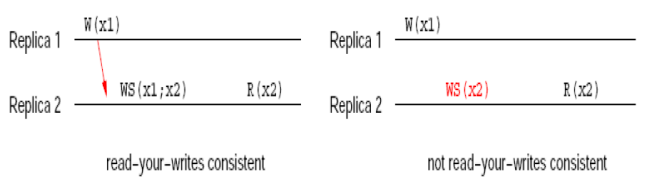 W(x1)
Replica 1
WS(x1;x2) R(x2)
Replica 2
read-your-writes consistent
W(x1)
Replica 1
WS(x2) R(x2)
Replica 2
not read-your-writes consistent